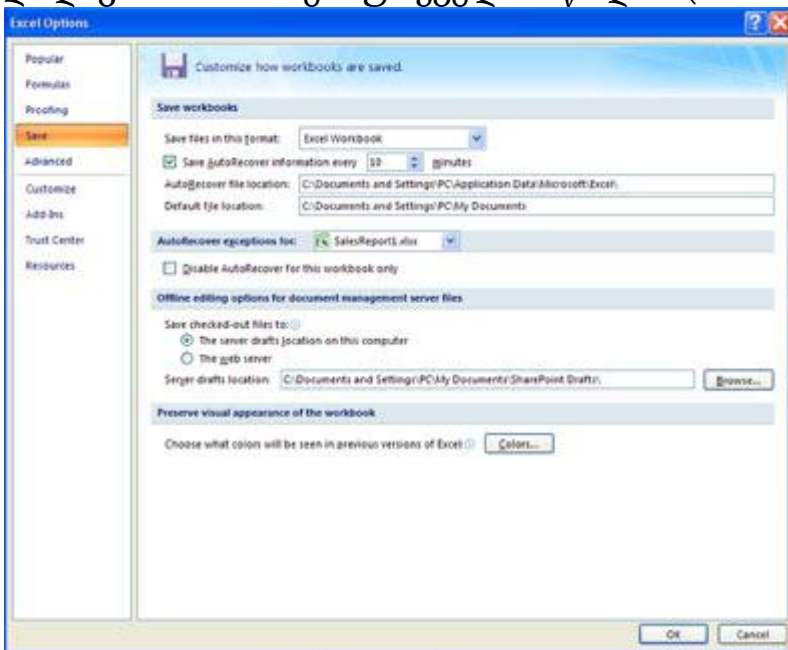 Excel Options
Popular
Formulas
Proofing
Save
Advanced
Customize
Add-Ins
Trust Center
Resources
Customize how workbooks are saved.
Save workbooks
Save files in this format: Excel Workbook
Save AutoRecover information every 10 minutes
AutoRecover file location: C:\Documents and Settings\PC\Application Data\Microsoft\Excel\
Default file location: C:\Documents and Settings\PC\My Documents
AutoRecover exceptions for: SalesReport1.xlsx
Disable AutoRecover for this workbook only
Offline editing options for document management server files
Save checked-out files to:
The server drafts location on this computer
The web server
Server drafts location: C:\Documents and Settings\PC\My Documents\SharePoint Drafts\ Browse...
Preserve visual appearance of the workbook
Choose what colors will be seen in previous versions of Excel: Colors...
OK Cancel